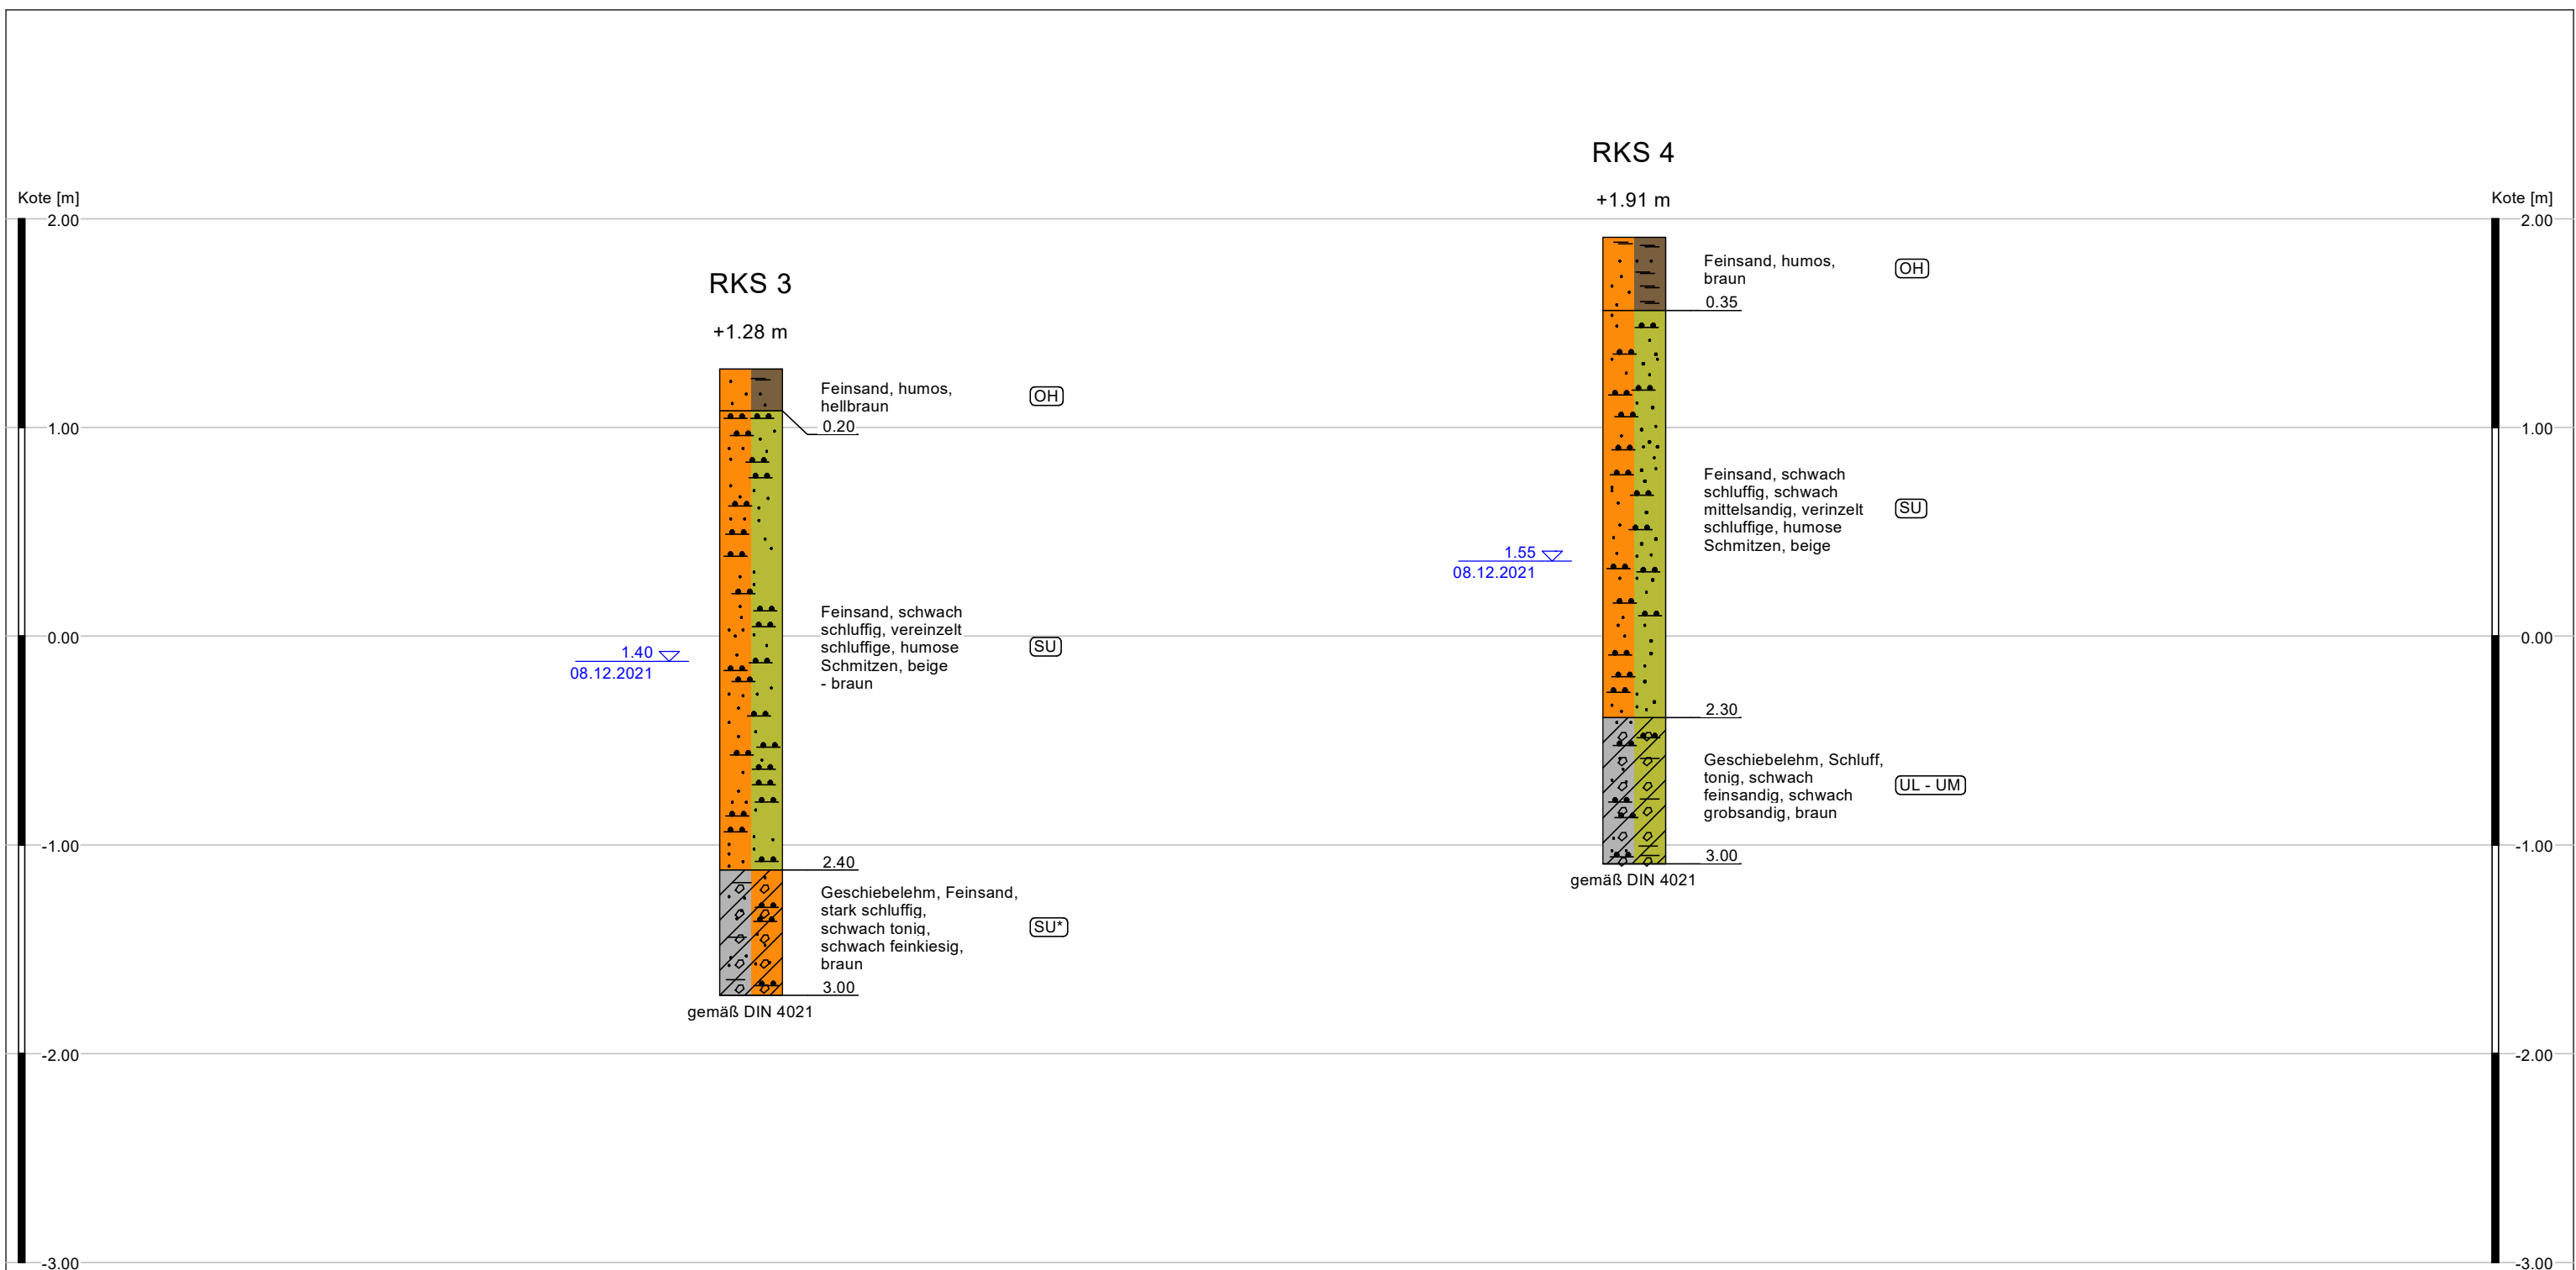 RKS 4
+1.91 m
Kote [m]
Kote [m]
2.00
2.00
RKS 3
+1.28 m
Feinsand, humos,
braun
OH
0.35
Feinsand, humos,
hellbraun
OH
0.20
1.00
1.00
Feinsand, schwach
schluffig, schwach
mittelsandig, verinzelt
schluffige, humose
Schmitzen, beige
SU
1.55
08.12.2021
Feinsand, schwach
schluffig, vereinzelt
schluffige, humose
Schmitzen, beige
- braun
SU
0.00
0.00
1.40
08.12.2021
2.30
Geschiebelehm, Schluff,
tonig, schwach
feinsandig, schwach
grobsandig, braun
UL - UM
-1.00
-1.00
3.00
gemäß DIN 4021
2.40
Geschiebelehm, Feinsand,
stark schluffig,
schwach tonig,
schwach feinkiesig,
braun
SU*
3.00
gemäß DIN 4021
-2.00
-2.00
-3.00
-3.00